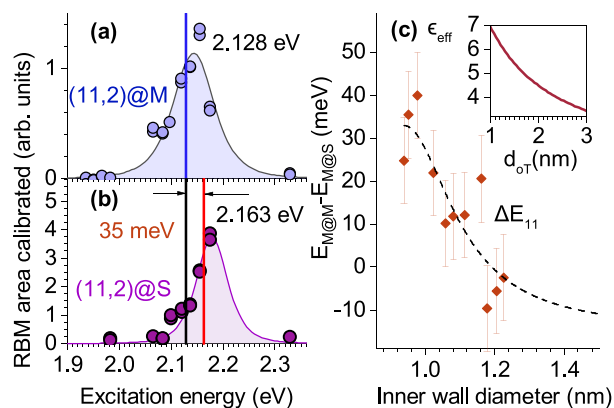 (a)
2.128 eV
(11,2)@M
1
0
RBM area calibrated (arb. units)
(b)
2.163 eV
35 meV
(11,2)@S
5
4
3
2
1
0
1.9 2.0 2.1 2.2 2.3
Excitation energy (eV)
(c)
ϵeff
7
6
5
4
1 2 3
doT(nm)
EM@M-EM@S (meV)
50
40
30
20
10
0
-10
ΔE11
1.0 1.2 1.4
Inner wall diameter (nm)